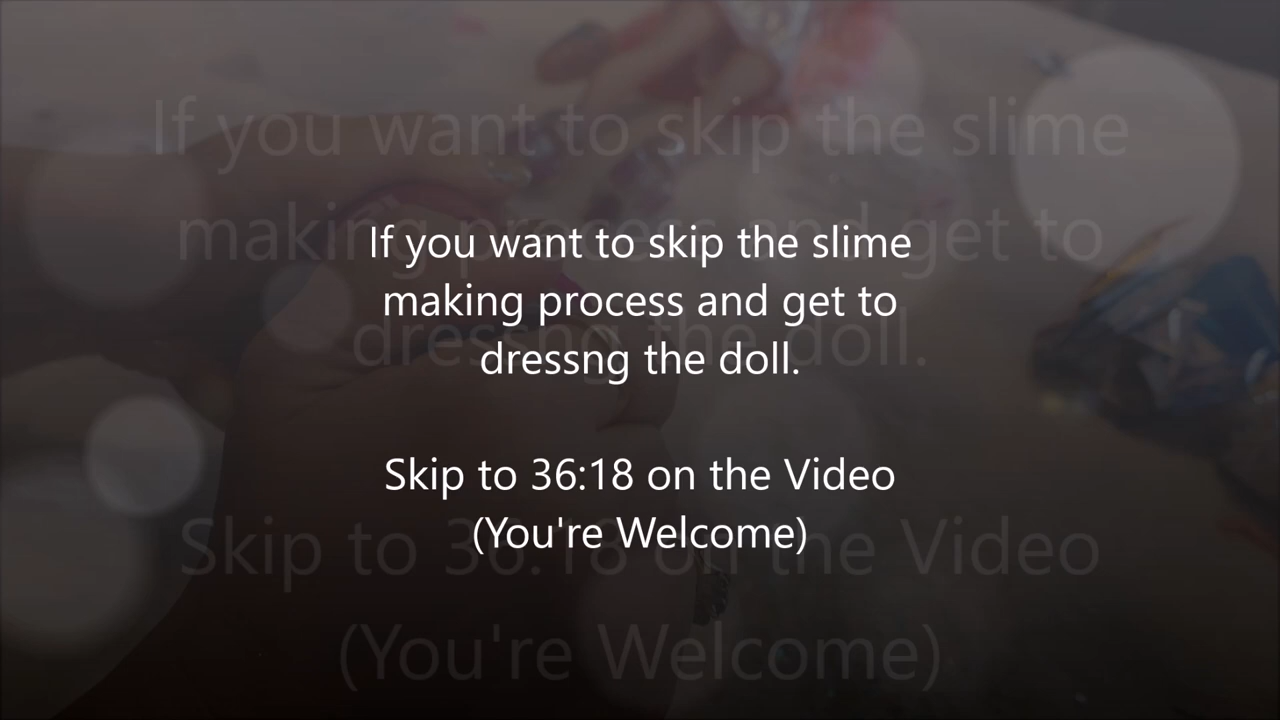 If you want to skip the slime
making process and get to
dressng the doll.
Skip to 36:18 on the Video
(You're Welcome)